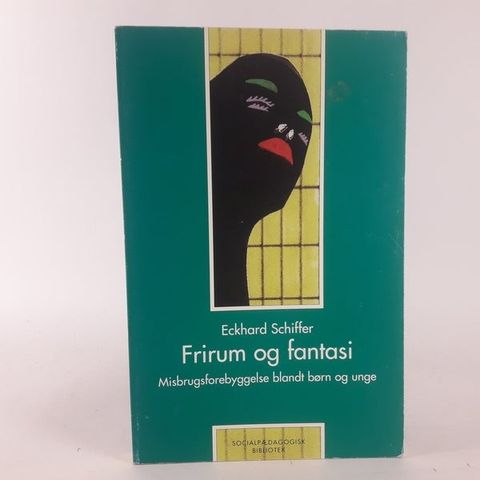 Eckhard Schiffer
Frirum og fantasi
Misbrugsforebyggelse blandt børn og unge
SOCIALPÆDAGOGISK
BIBLIOTEK